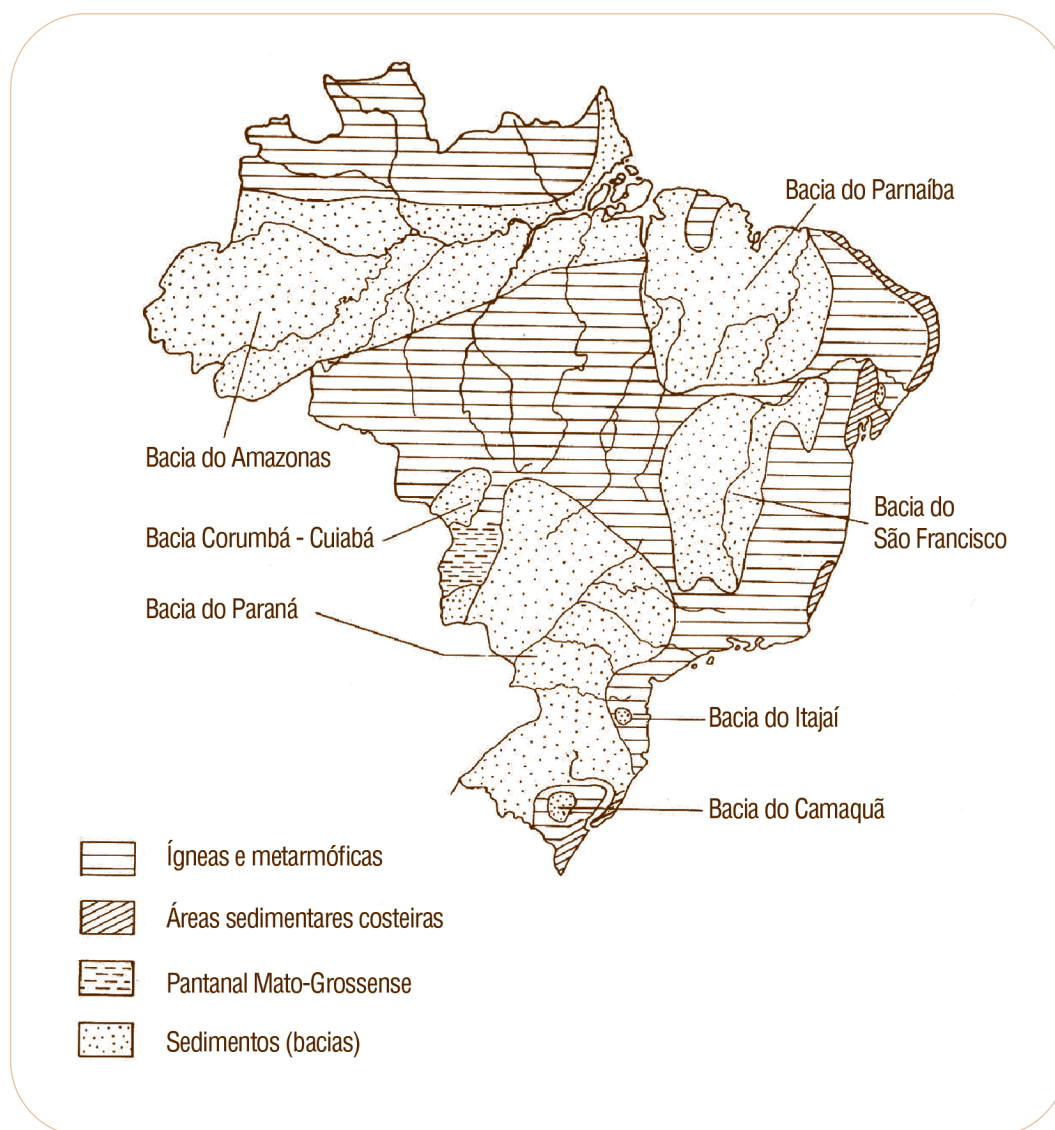 Bacia do Parnaíba
Bacia do Amazonas
Bacia do
São Francisco
Bacia Corumbá - Cuiabá
Bacia do Paraná
Bacia do Itajaí
Bacia do Camaquã
Ígneas e metarmóficas
Áreas sedimentares costeiras
Pantanal Mato-Grossense
Sedimentos (bacias)